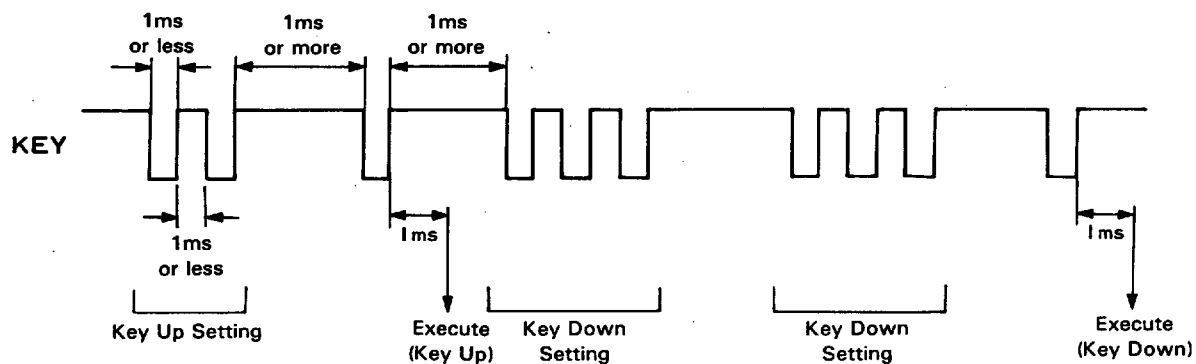 1ms
or less
1ms
or more
1ms
or more
KEY
1ms
or less
1ms
1ms
Key Up Setting
Execute
(Key Up)
Key Down
Setting
Key Down
Setting
Execute
(Key Down)